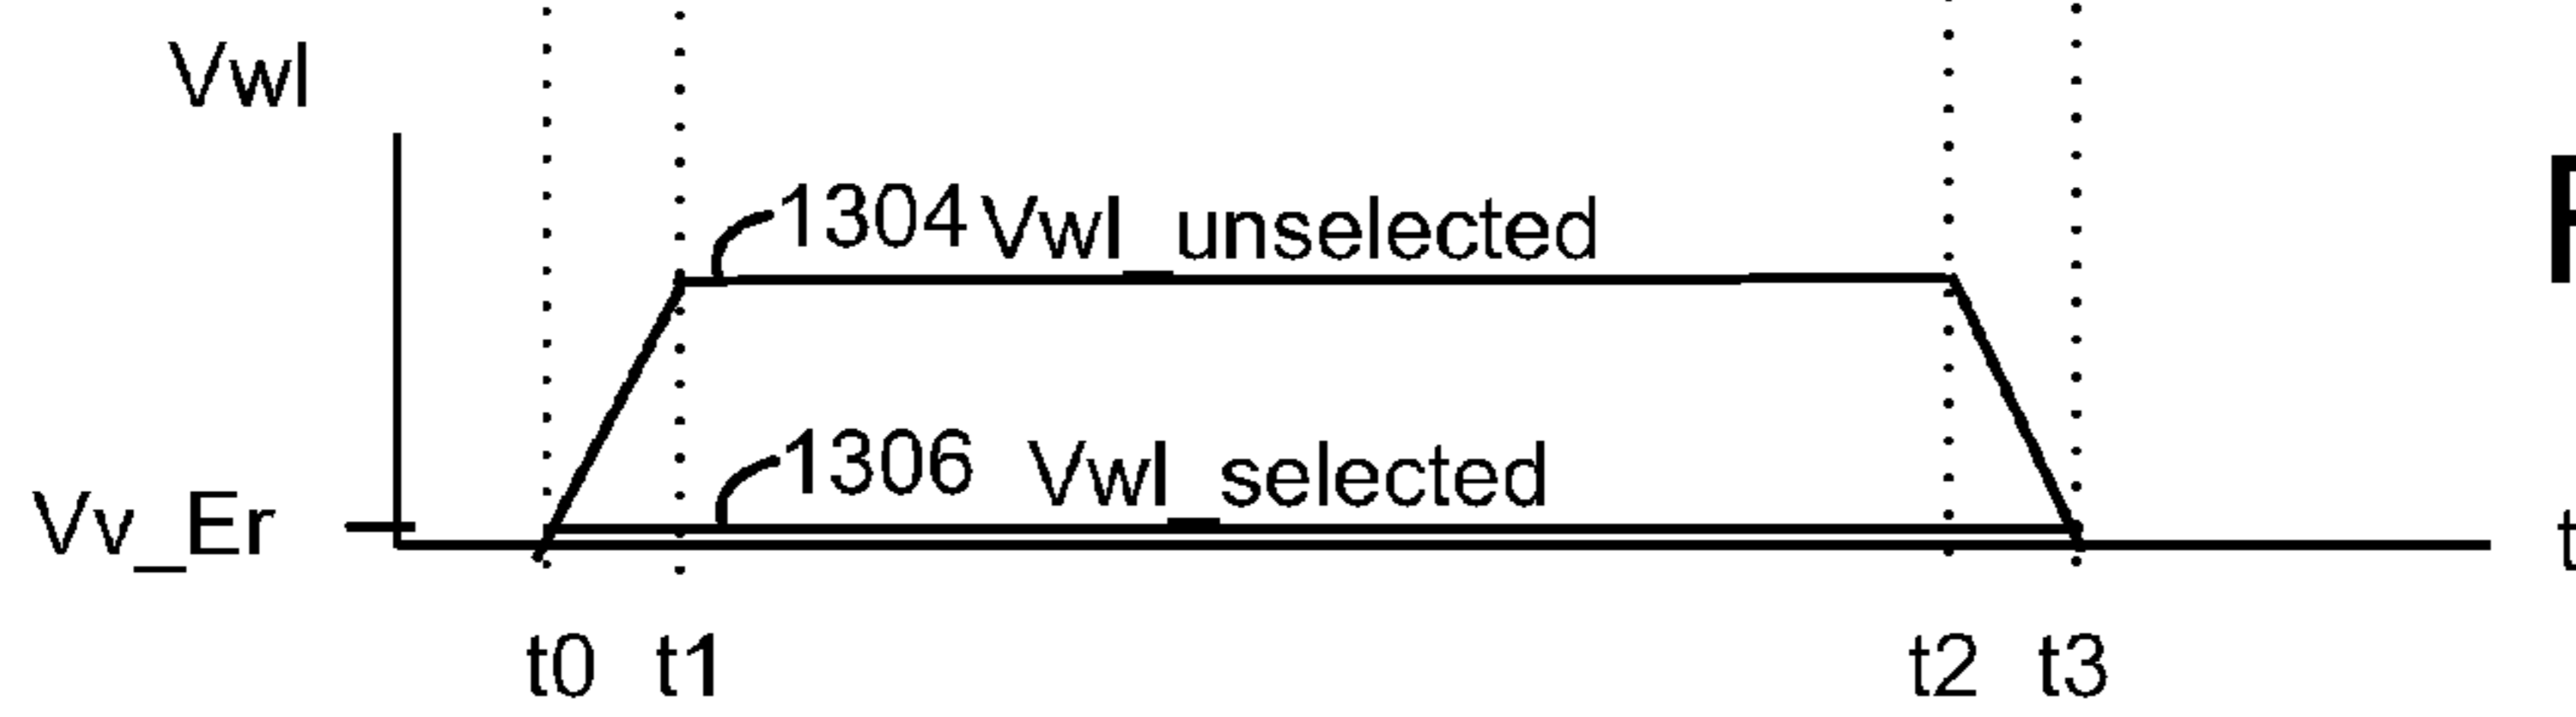 Vwl
1304 Vwl_unselected
1306 Vwl_selected
Vv_Er
t0 t1 t2 t3